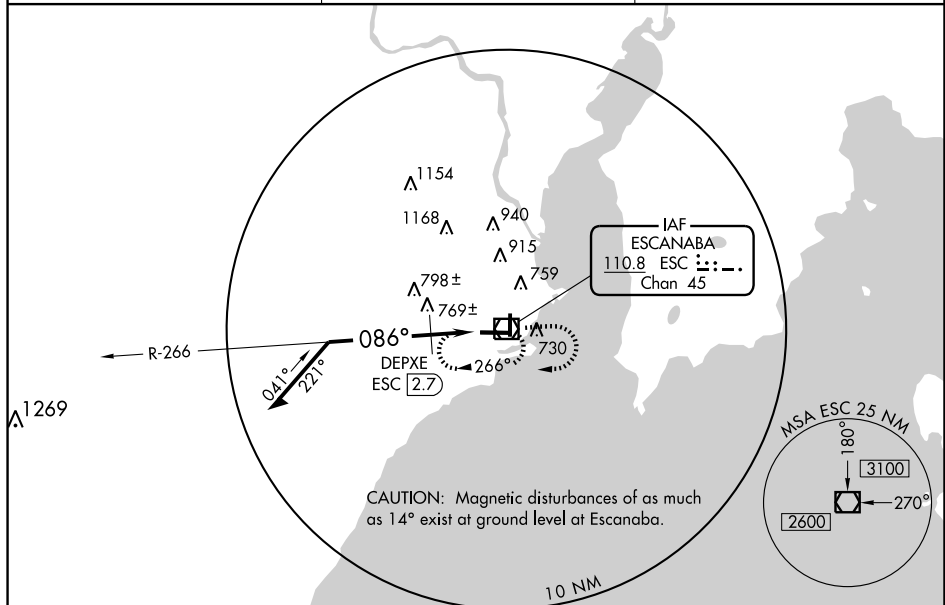 1154
1168
940
915
759
IAF
ESCANABA
110.8 ESC
Chan 45
798±
769±
086°
R-266
730
266°
DEPXE
ESC 2.7
041°
221°
1269
MSA ESC 25 NM
180°
3100
270°
2600
CAUTION: Magnetic disturbances of as much
as 14° exist at ground level at Escanaba.
10 NM